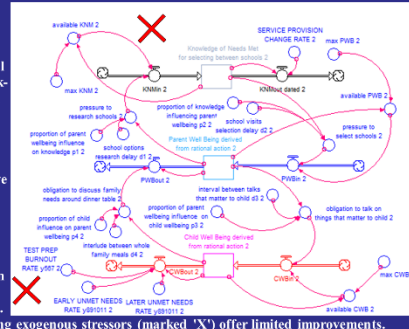 available KNM 2
SERVICE PROVISION
CHANGE RATE 2
max PWB 2
Knowledge of Needs Met
for selecting between schools 2
KNMin 2
KNMout dated 2
max KNM 2
available PWB 2
pressure to
research schools 2
proportion of knowledge
influencing parent
wellbeing p2 2
school visits
selection delay d2 2
pressure to
select schools 2
proportion of parent
wellbeing influence
on knowledge p1 2
school options
research delay d1 2
Parent Well Being derived
from rational action 2
PWBout 2
PWBin 2
obligation to discuss family
needs around dinner table 2
interval between talks
that matter to child d3 2
obligation to talk on
things that matter to child 2
proportion of child
influence on parent
wellbeing p4 2
proportion of parent
wellbeing influence on
child wellbeing p3 2
interlude between whole
family meals d4 2
Child Well Being derived
from rational action 2
TEST PREP
BURNOUT
RATE y567 2
CWBout 2
CWBin 2
max CWB
EARLY UNMET NEEDS
RATE y891011 2
LATER UNMET NEEDS
RATE y891011 2
available CWB 2
ng exogenous stressors (marked 'X') offer limited improvements.